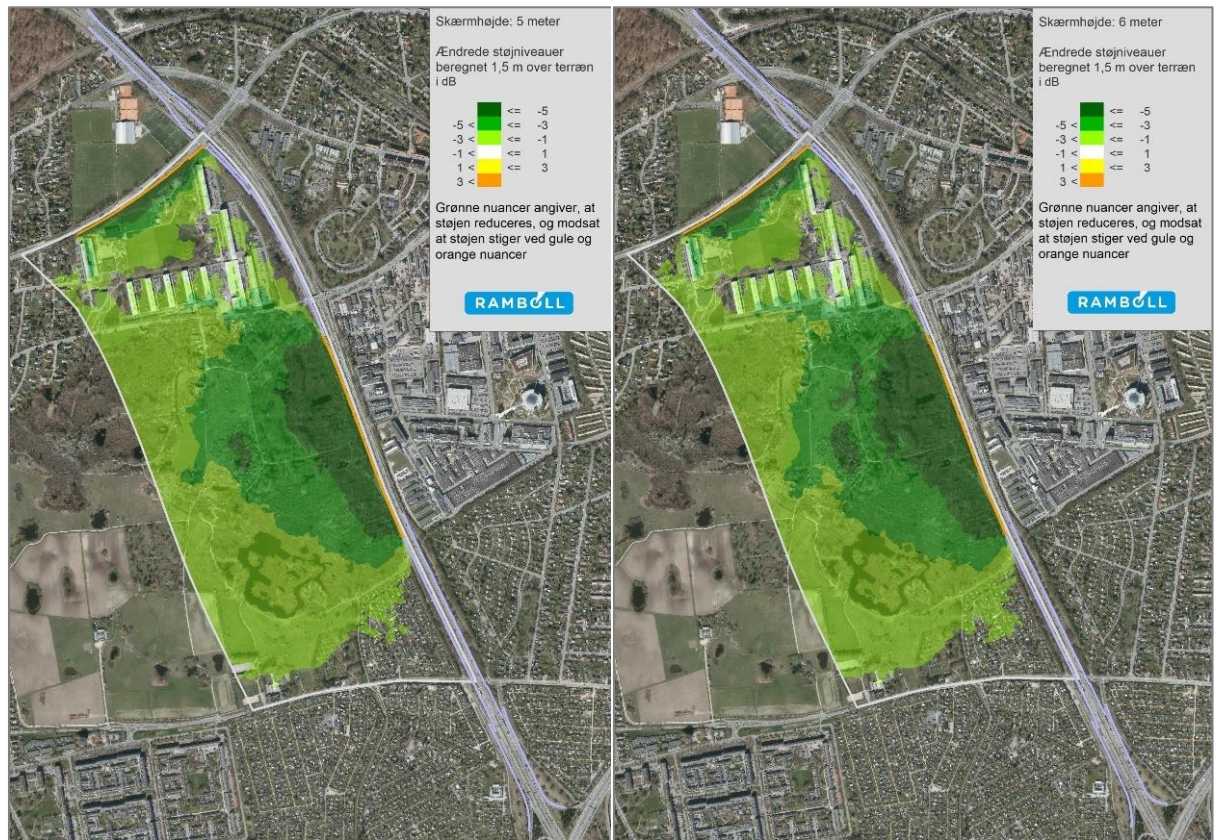 Skærmhøjde: 5 meter
Ændrede støjniveauer
beregnet 1,5 m over terræn
i dB
<= -5
-5 < <= -3
-3 < <= -1
-1 < <= 1
1 < <= 3
3 <
Grønne nuancer angiver, at
støjen reduceres, og modsat
at støjen stiger ved gule og
orange nuancer
RAMBOLL
Skærmhøjde: 6 meter
Ændrede støjniveauer
beregnet 1,5 m over terræn
i dB
<= -5
-5 < <= -3
-3 < <= -1
-1 < <= 1
1 < <= 3
3 <
Grønne nuancer angiver, at
støjen reduceres, og modsat
at støjen stiger ved gule og
orange nuancer
RAMBOLL